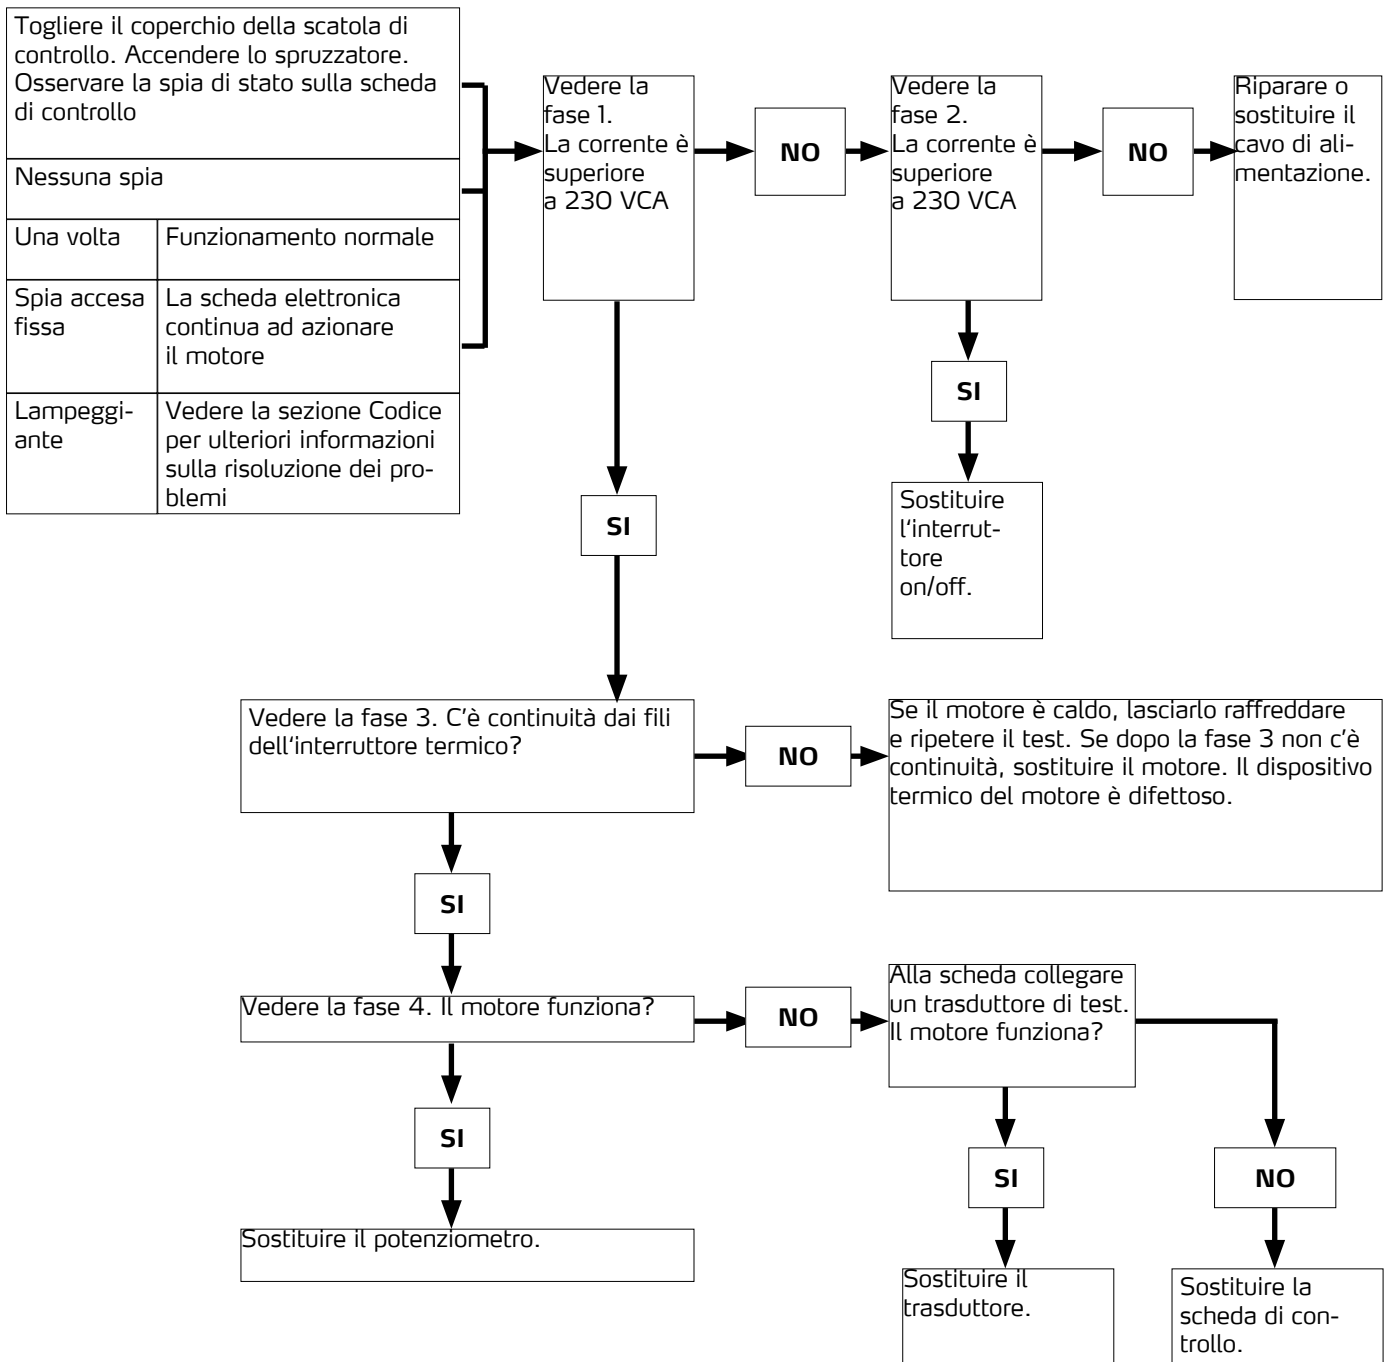 Togliere il coperchio della scatola di
controllo. Accendere lo spruzzatore.
Osservare la spia di stato sulla scheda
di controllo
Nessuna spia
Una volta
Funzionamento normale
Spia accesa
fissa
La scheda elettronica
continua ad azionare
il motore
Lampeggi-
ante
Vedere la sezione Codice
per ulteriori informazioni
sulla risoluzione dei pro-
blemi
Vedere la
fase 1.
La corrente è
superiore
a 230 VCA
NO
Vedere la
fase 2.
La corrente è
superiore
a 230 VCA
NO
Riparare o
sostituire il
cavo di ali-
mentazione.
SI
Sostituire
l'interrut-
tore
on/off.
SI
Vedere la fase 3. C'è continuità dai fili
dell'interruttore termico?
NO
Se il motore è caldo, lasciarlo raffreddare
e ripetere il test. Se dopo la fase 3 non c'è
continuità, sostituire il motore. Il dispositivo
termico del motore è difettoso.
SI
Vedere la fase 4. Il motore funziona?
NO
Alla scheda collegare
un trasduttore di test.
Il motore funziona?
SI
Sostituire il potenziometro.
SI
NO
Sostituire il
trasduttore.
Sostituire la
scheda di con-
trollo.